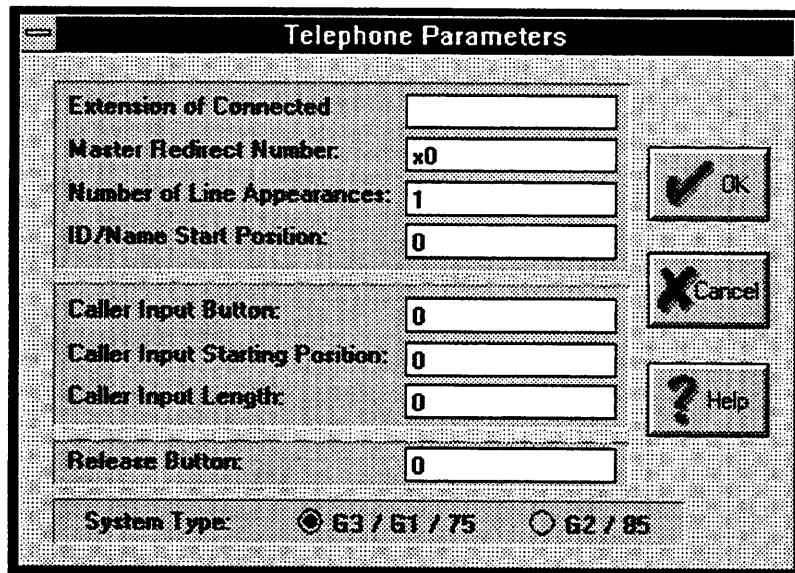 Telephone Parameters
Extension of Connected
Master Redirect Number: x0
Number of Line Appearances: 1
ID/Name Start Position: 0
Caller Input Button: 0
Caller Input Starting Position: 0
Caller Input Length: 0
Release Button: 0
System Type: G3 / G1 / 75 G2 / 85
OK
Cancel
Help